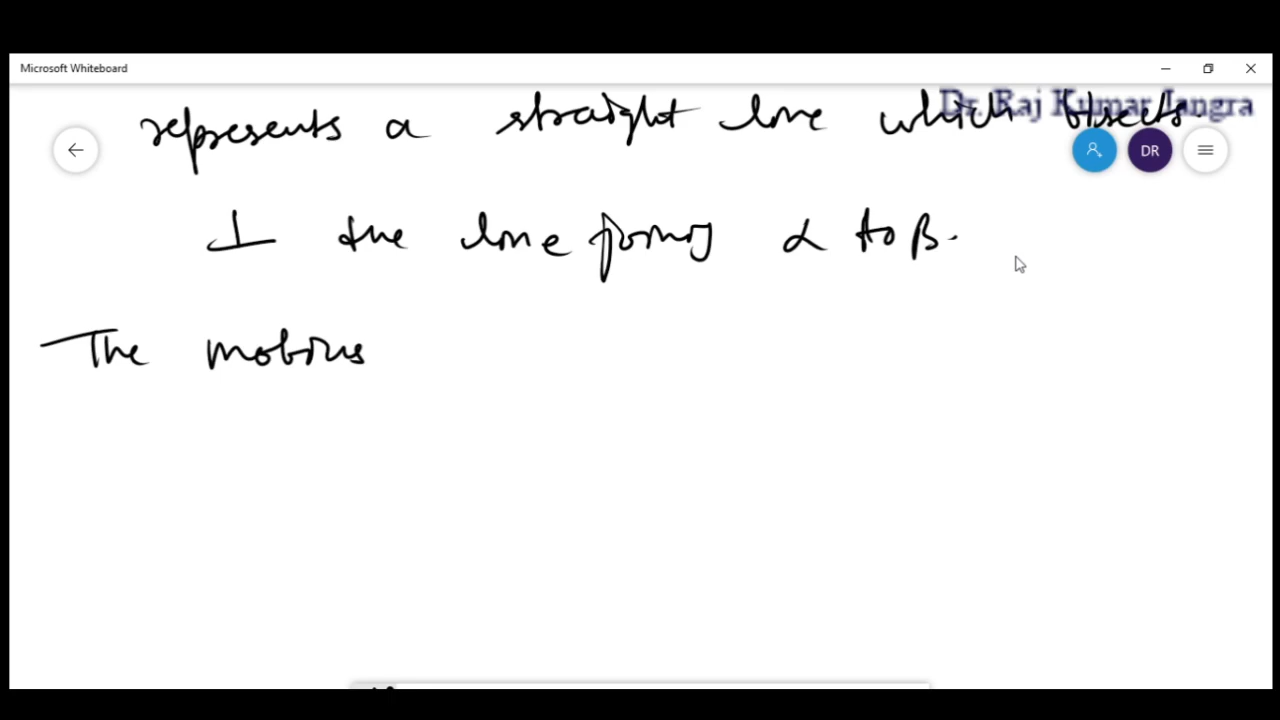 Microsoft Whiteboard
Dr. Raj Kumar Jangra
represents a straight line which bisects.
DR
⊥ the line joining α to β.
The mobius